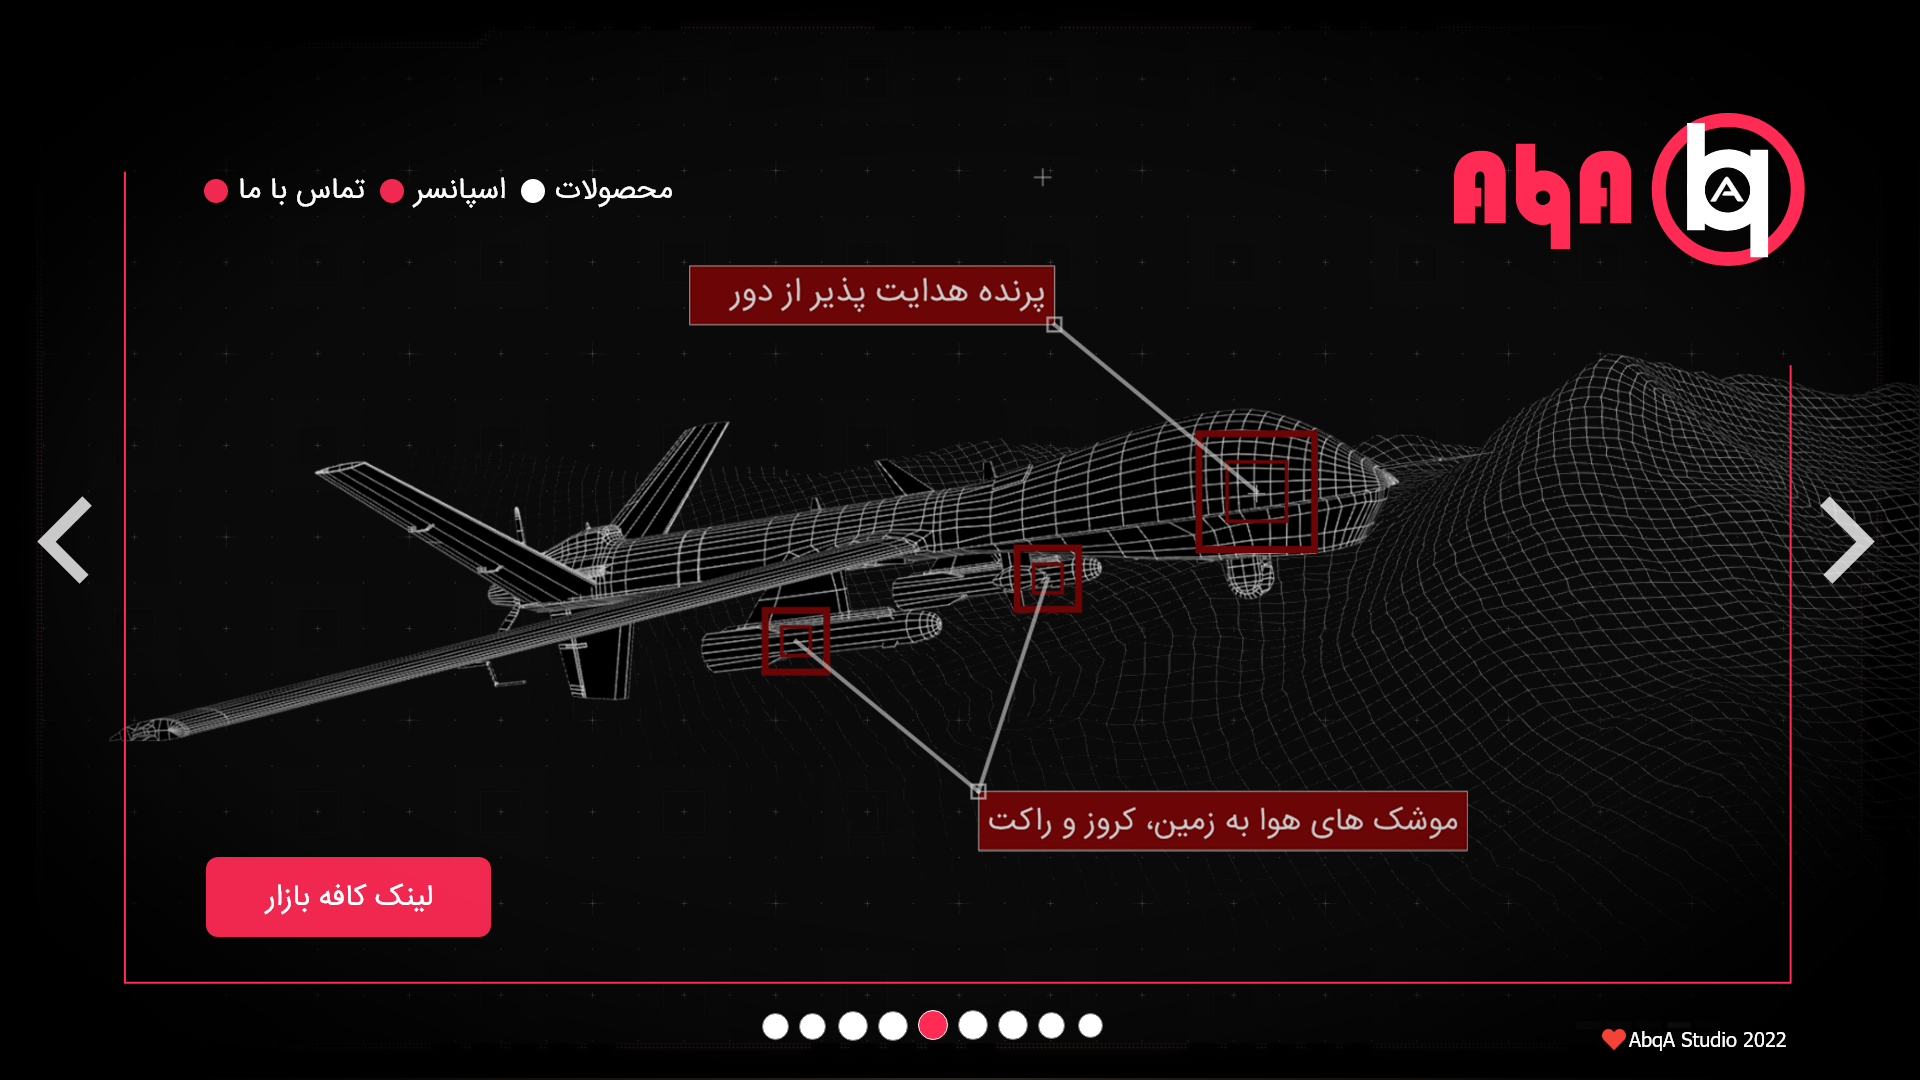 AbqA
محصولات
اسپانسر
تماس با ما
پرنده هدایت پذیر از دور
موشک های هوا به زمین، کروز و راکت
لینک کافه بازار
AbqA Studio 2022